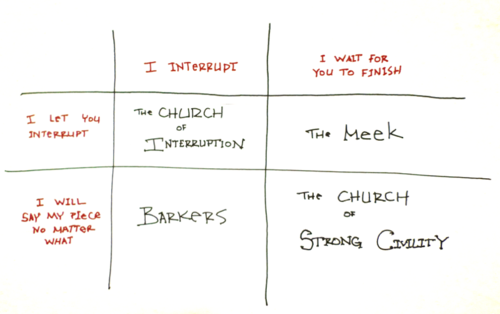 I INTERRUPT
I WAIT FOR
YOU TO FINISH
I LET YOU
INTERRUPT
THE CHURCH
OF
INTERRUPTION
THE MEEK
I WILL
SAY MY PIECE
NO MATTER
WHAT
BARKERS
THE CHURCH
OF
STRONG CIVILITY